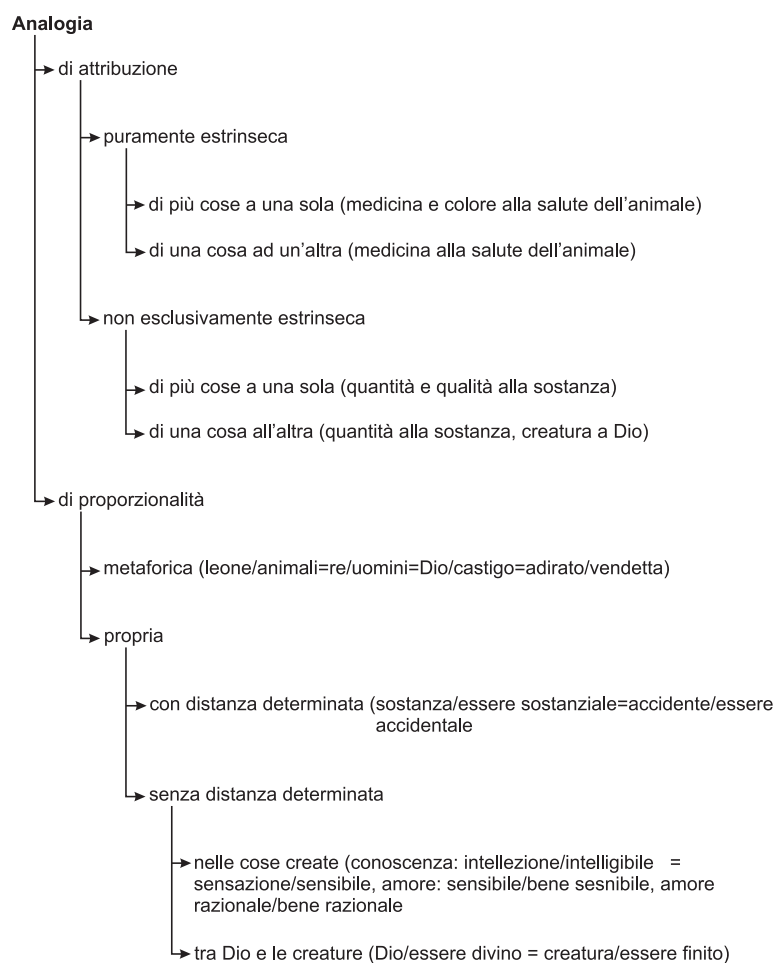 Analogia
di attribuzione
puramente estrinseca
di più cose a una sola (medicina e colore alla salute dell'animale)
di una cosa ad un'altra (medicina alla salute dell'animale)
non esclusivamente estrinseca
di più cose a una sola (quantità e qualità alla sostanza)
di una cosa all'altra (quantità alla sostanza, creatura a Dio)
di proporzionalità
metaforica (leone/animali=re/uomini=Dio/castigo=adirato/vendetta)
propria
con distanza determinata (sostanza/essere sostanziale=accidente/essere
accidentale
senza distanza determinata
nelle cose create (conoscenza: intellezione/intelligibile =
sensazione/sensibile, amore: sensibile/bene sesnibile, amore
razionale/bene razionale
tra Dio e le creature (Dio/essere divino = creatura/essere finito)